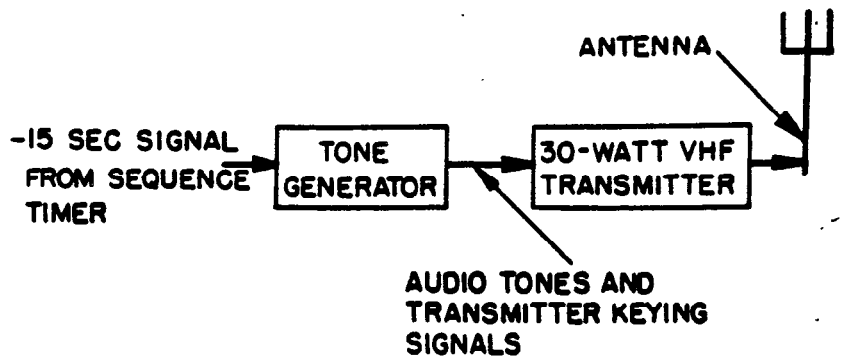 ANTENNA
-15 SEC SIGNAL
FROM SEQUENCE
TIMER
TONE
GENERATOR
30-WATT VHF
TRANSMITTER
AUDIO TONES AND
TRANSMITTER KEYING
SIGNALS